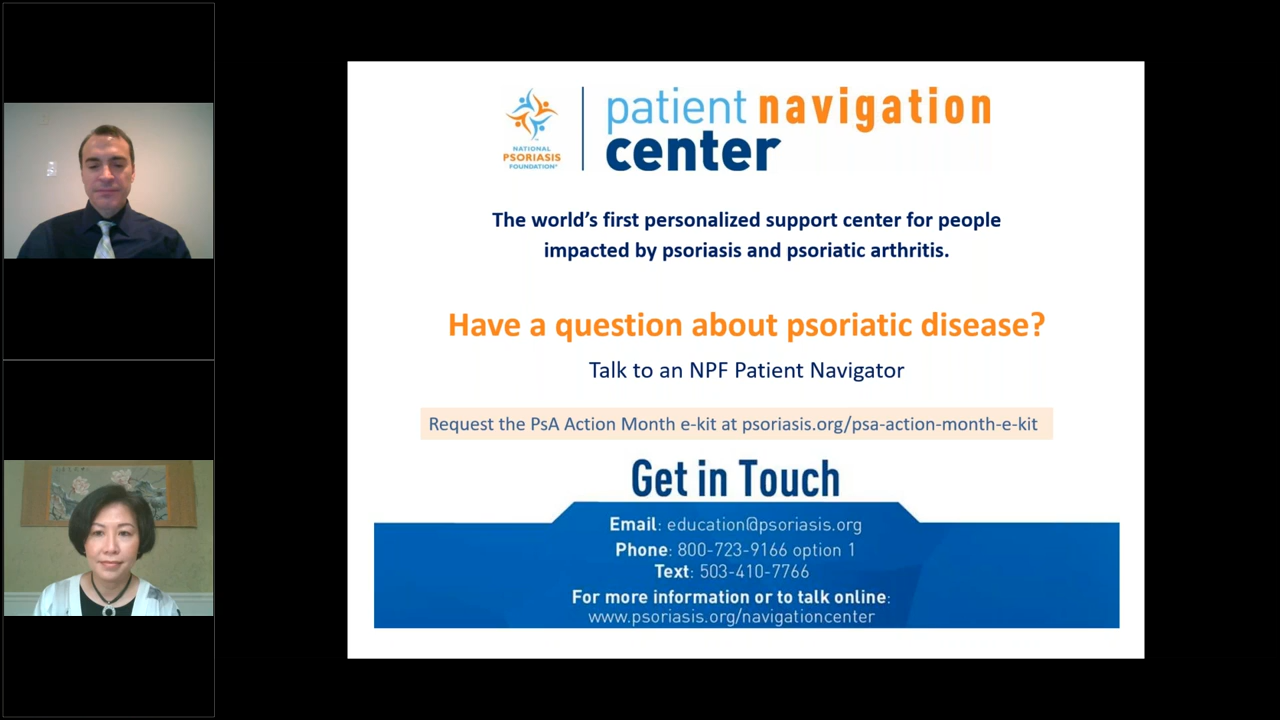 patient navigation
center
NATIONAL
PSORIASIS
FOUNDATION®
The world's first personalized support center for people
impacted by psoriasis and psoriatic arthritis.
Have a question about psoriatic disease?
Talk to an NPF Patient Navigator
Request the PsA Action Month e-kit at psoriasis.org/psa-action-month-e-kit
Get in Touch
Email: education@psoriasis.org
Phone: 800-723-9166 option 1
Text: 503-410-7766
For more information or to talk online:
www.psoriasis.org/navigationcenter